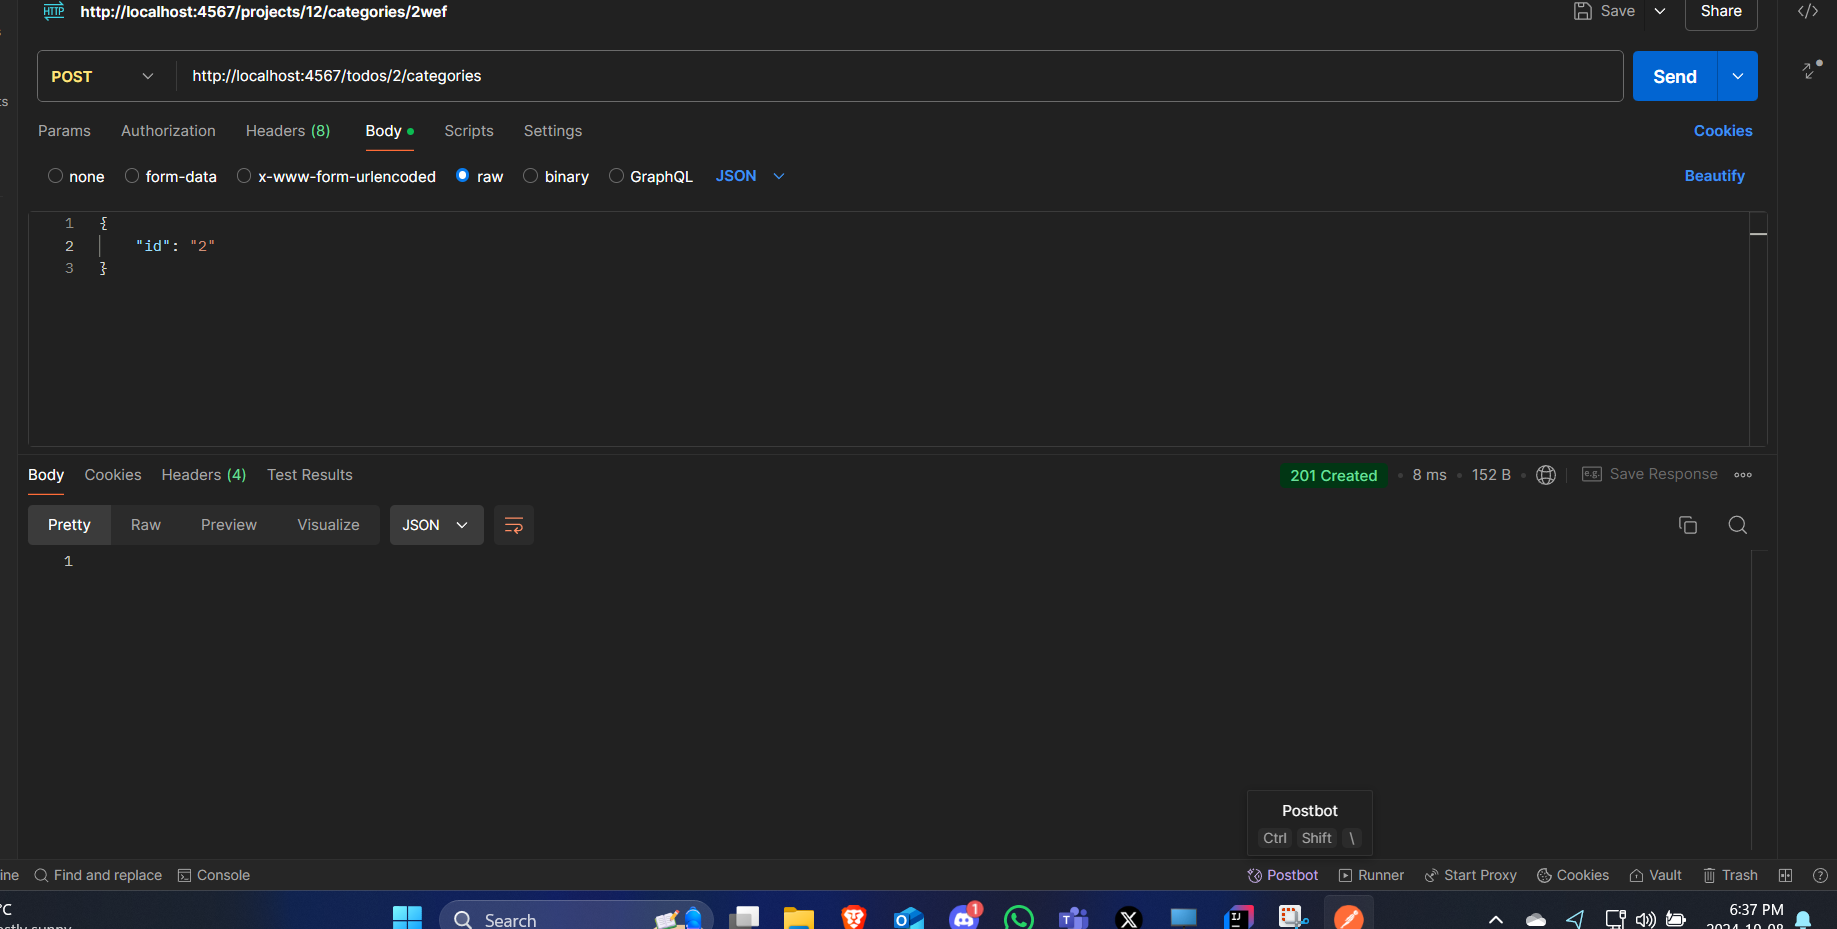 HTTP http://localhost:4567/projects/12/categories/2wef Save Share </>
POST http://localhost:4567/todos/2/categories Send
Params Authorization Headers (8) Body Scripts Settings Cookies
none form-data x-www-form-urlencoded raw binary GraphQL JSON Beautify
1 {
2 "id": "2"
3 }
Body Cookies Headers (4) Test Results 201 Created 8 ms 152 B e.g. Save Response
Pretty Raw Preview Visualize JSON
1
Postbot
Ctrl Shift \
ine Find and replace Console Postbot Runner Start Proxy Cookies Vault Trash
°C
Search 1 6:37 PM
2024-10-08